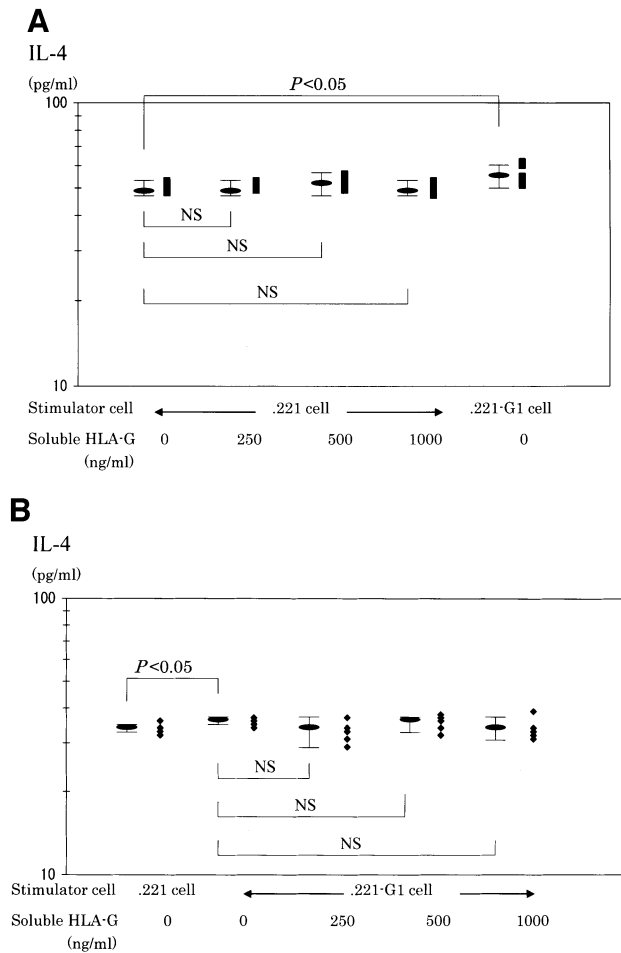 A
IL-4
(pg/ml)
100
P<0.05
NS
NS
NS
10
Stimulator cell .221 cell .221-G1 cell
Soluble HLA-G 0 250 500 1000 0
(ng/ml)
B
IL-4
(pg/ml)
100
P<0.05
NS
NS
NS
10
Stimulator cell .221 cell .221-G1 cell
Soluble HLA-G 0 0 250 500 1000
(ng/ml)